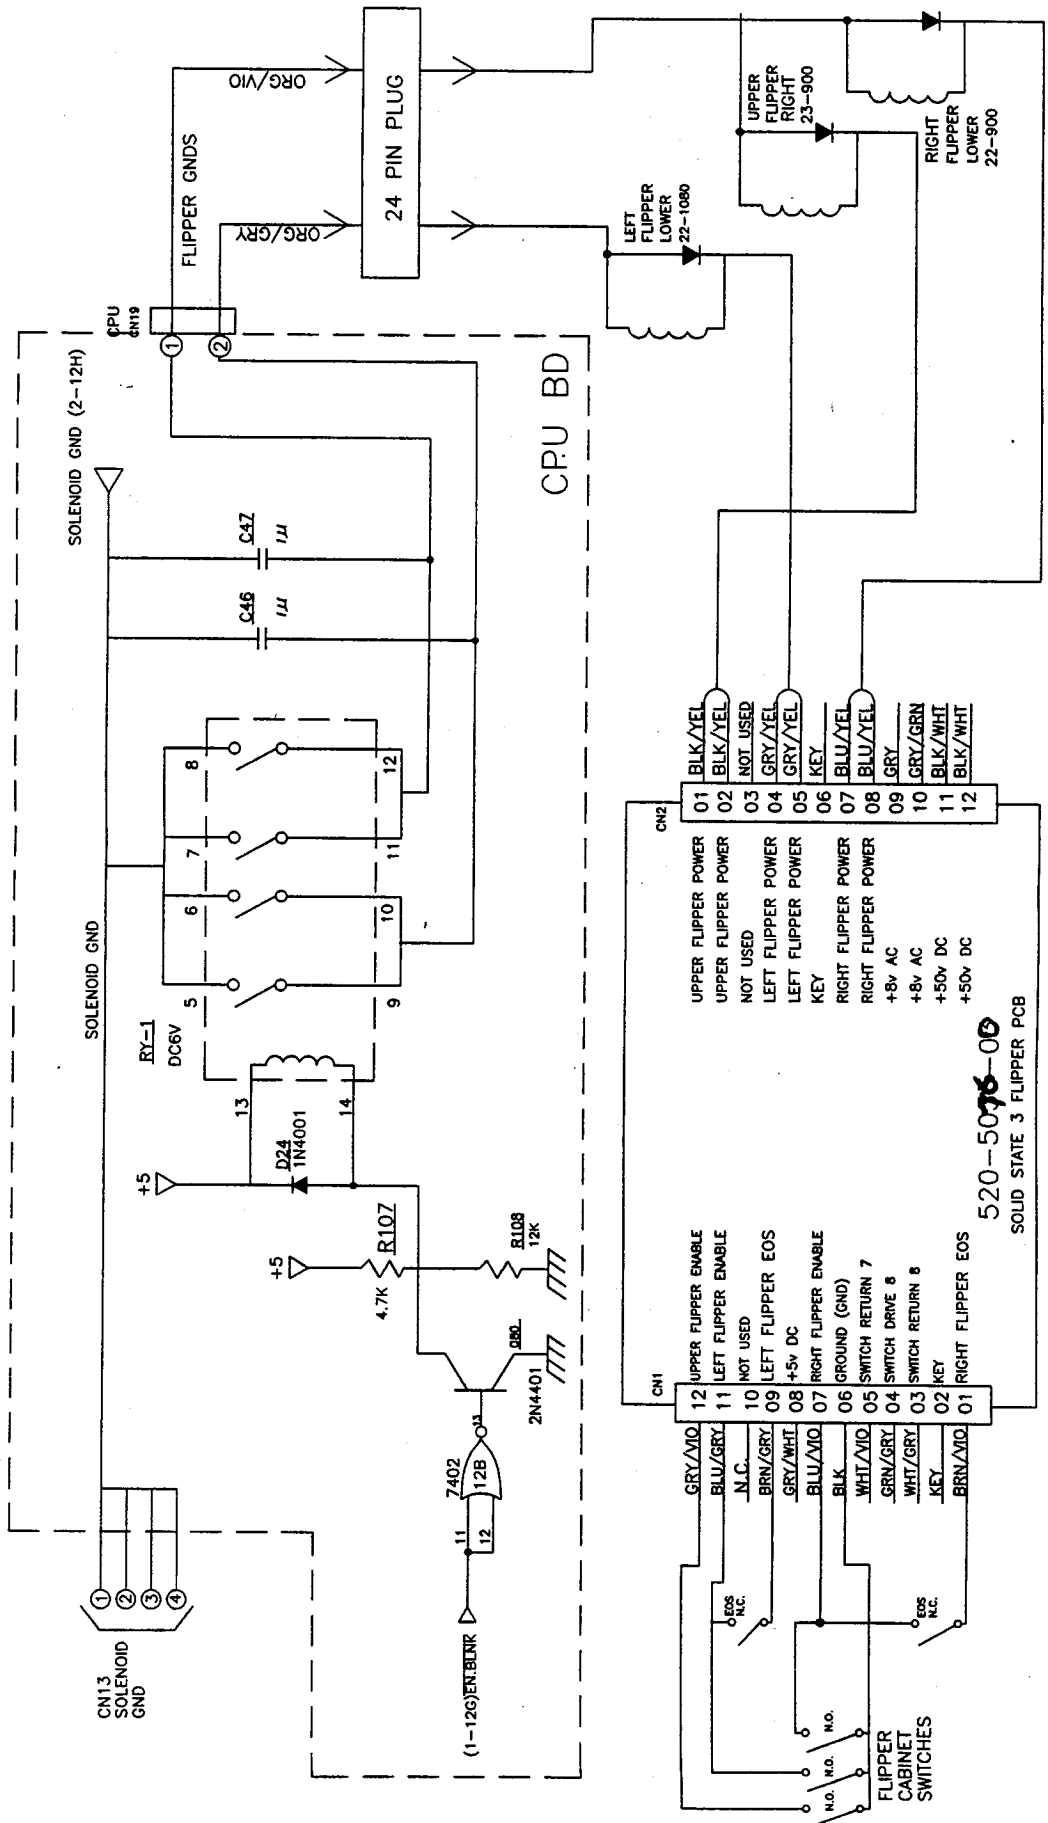 CN13
SOLENOID
GND
1
2
3
4
SOLENOID GND
SOLENOID GND (2-12H)
(1-12G)EN.BLNR
11
12
7402
12B
13
Q80
2N4401
+5
R107
4.7K
R108
12K
+5
D24
1N4001
13
14
RY-1
DC6V
5
6
7
8
9
10
11
12
C46
1µ
C47
1µ
CPU
CN19
1
2
CPU BD
FLIPPER GNDS
ORG/VIO
ORG/GRY
ORG/VIO
ORG/GRY
24 PIN PLUG
LEFT
FLIPPER
LOWER
22-1080
UPPER
FLIPPER
RIGHT
23-900
RIGHT
FLIPPER
LOWER
22-900
FLIPPER
CABINET
SWITCHES
N.O.
N.O.
N.O.
EOS
N.C.
EOS
N.C.
CN1
GRY/VIO 12 UPPER FLIPPER ENABLE
BLU/GRY 11 LEFT FLIPPER ENABLE
N.C. 10 NOT USED
BRN/GRY 09 LEFT FLIPPER EOS
GRY/WHT 08 +5v DC
BLU/VIO 07 RIGHT FLIPPER ENABLE
BLK 06 GROUND (GND)
WHT/VIO 05 SWITCH RETURN 7
GRN/GRY 04 SWITCH DRIVE 8
WHT/GRY 03 SWITCH RETURN 8
KEY 02 KEY
BRN/VIO 01 RIGHT FLIPPER EOS
CN2
UPPER FLIPPER POWER 01 BLK/YEL
UPPER FLIPPER POWER 02 BLK/YEL
NOT USED 03 NOT USED
LEFT FLIPPER POWER 04 GRY/YEL
LEFT FLIPPER POWER 05 GRY/YEL
KEY 06 KEY
RIGHT FLIPPER POWER 07 BLU/YEL
RIGHT FLIPPER POWER 08 BLU/YEL
+8v AC 09 GRY
+8v AC 10 GRY/GRN
+50v DC 11 BLK/WHT
+50v DC 12 BLK/WHT
SOLID STATE 3 FLIPPER PCB